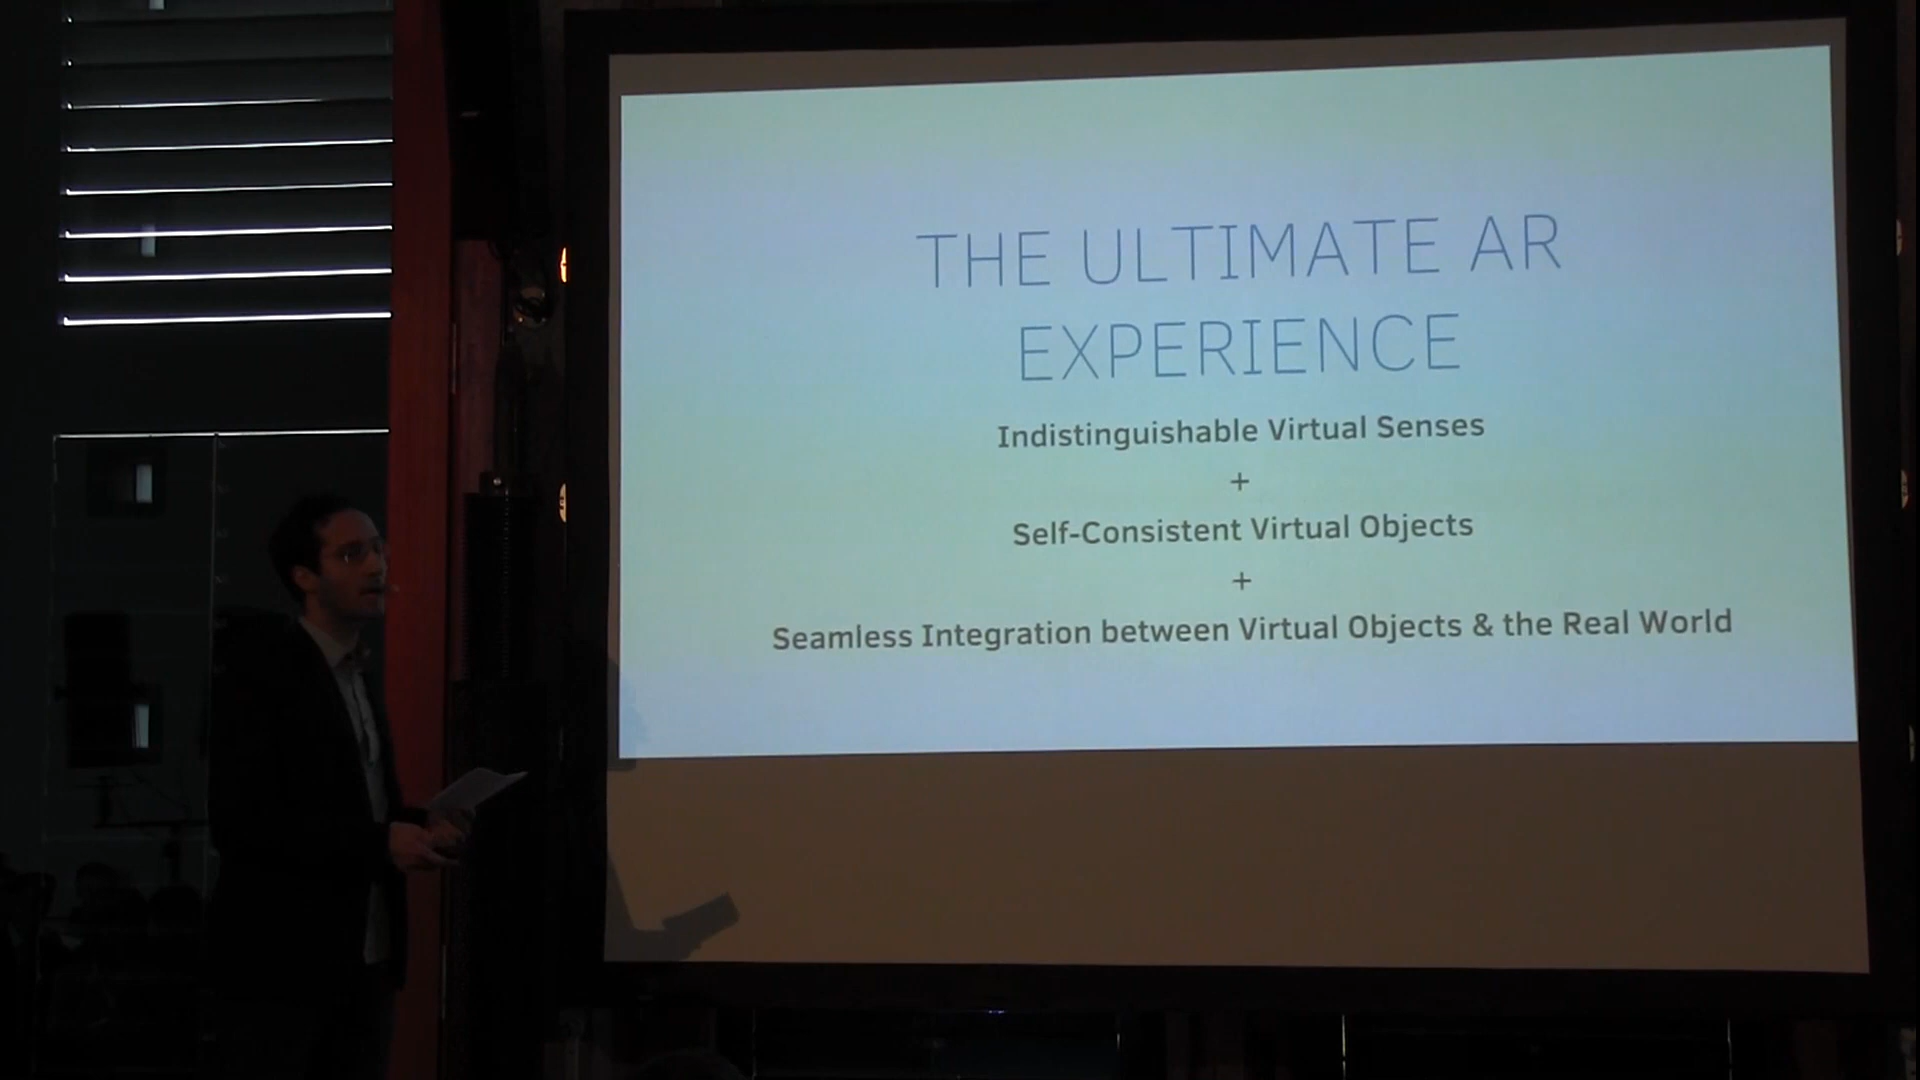 THE ULTIMATE AR
EXPERIENCE
Indistinguishable Virtual Senses
+
Self-Consistent Virtual Objects
+
Seamless Integration between Virtual Objects & the Real World